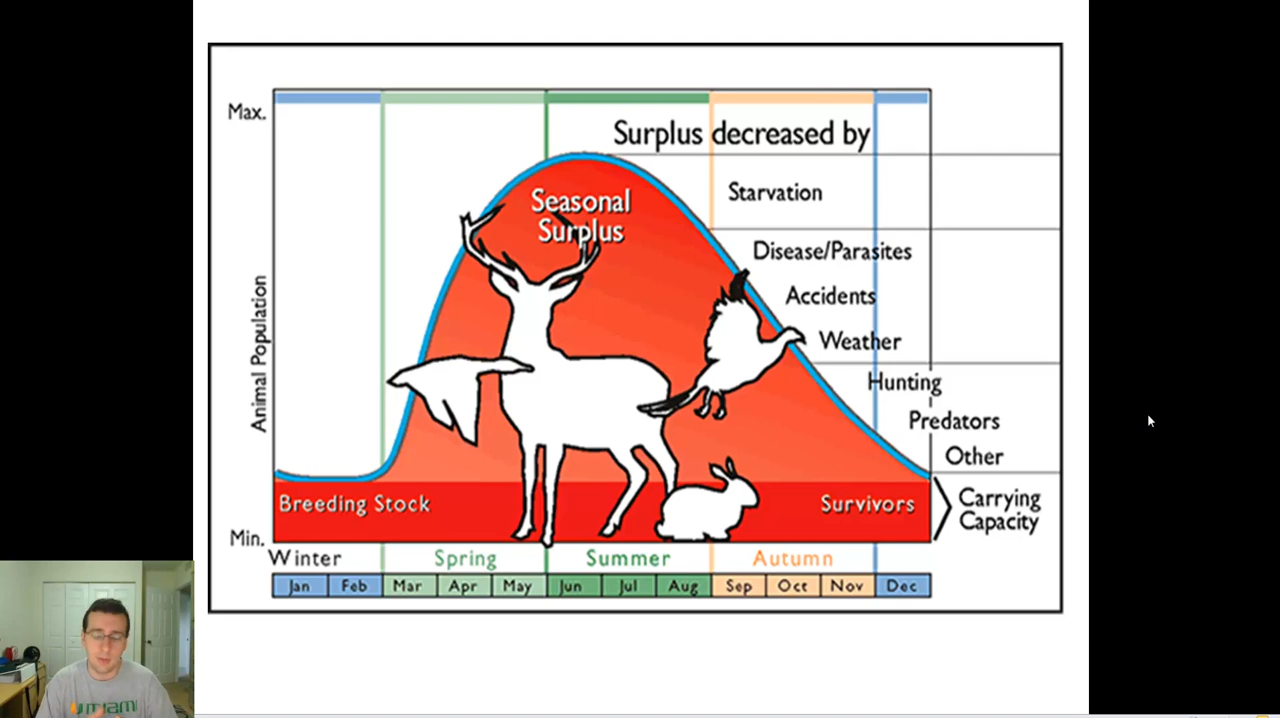 Max.
Surplus decreased by
Starvation
Seasonal
Surplus
Disease/Parasites
Accidents
Weather
Hunting
Predators
Other
Animal Population
Breeding Stock
Survivors
Carrying
Capacity
Min.
Winter Spring Summer Autumn
Jan Feb Mar Apr May Jun Jul Aug Sep Oct Nov Dec
MIAMI